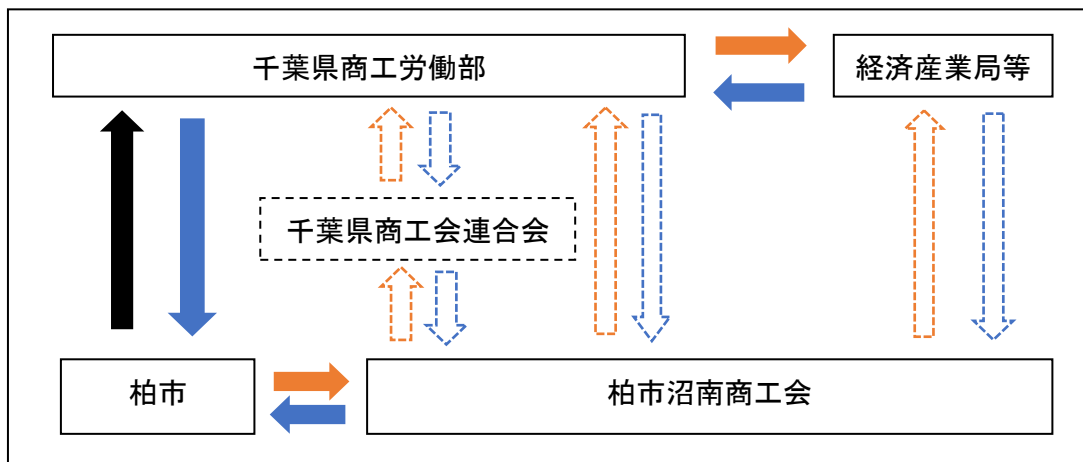 千葉県商工労働部
経済産業局等
千葉県商工会連合会
柏市
柏市沼南商工会